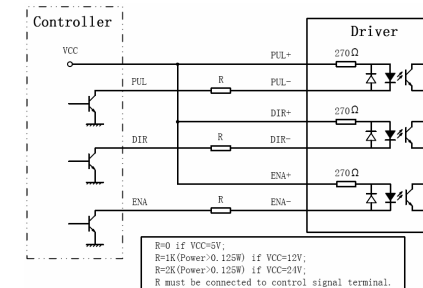 Controller
Driver
VCC
PUL+
270Ω
PUL
R
PUL-
DIR+
270Ω
DIR
R
DIR-
ENA+
270Ω
ENA
R
ENA-
R=0 if VCC=5V;
R=1K(Power>0.125W) if VCC=12V;
R=2K(Power>0.125W) if VCC=24V;
R must be connected to control signal terminal.